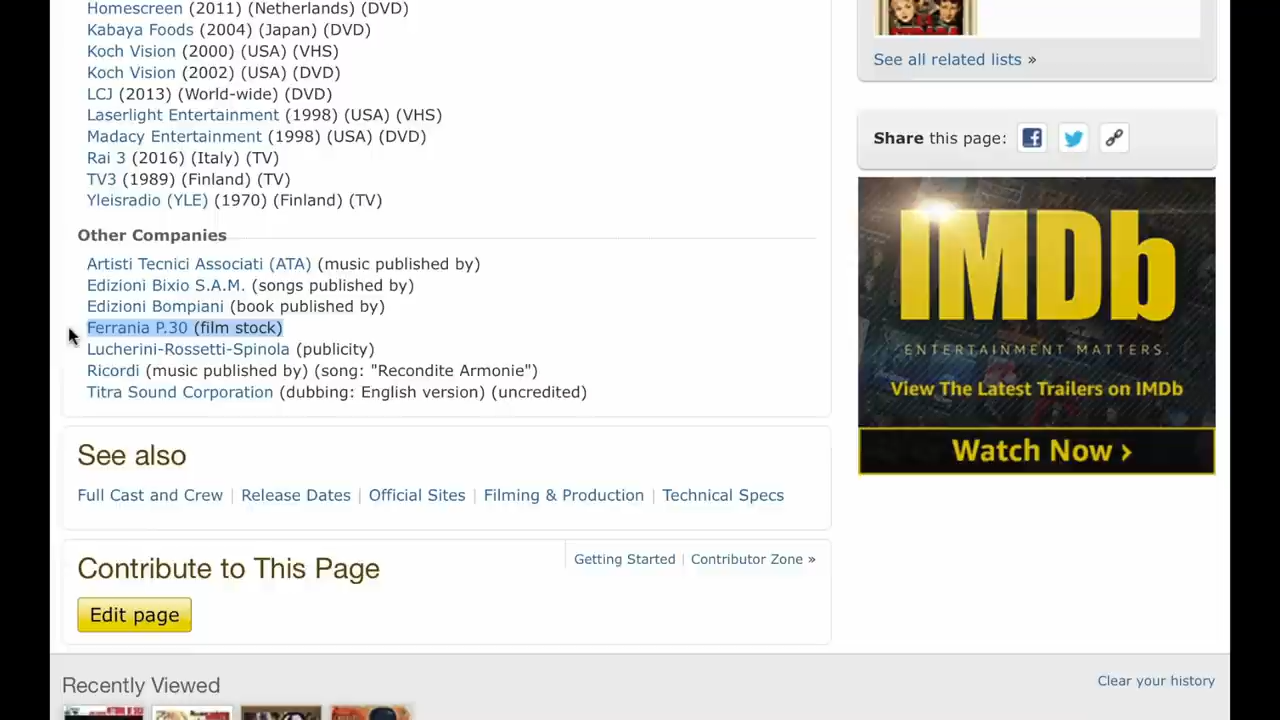 Homescreen (2011) (Netherlands) (DVD)
Kabaya Foods (2004) (Japan) (DVD)
Koch Vision (2000) (USA) (VHS)
Koch Vision (2002) (USA) (DVD)
LCJ (2013) (World-wide) (DVD)
Laserlight Entertainment (1998) (USA) (VHS)
Madacy Entertainment (1998) (USA) (DVD)
Rai 3 (2016) (Italy) (TV)
TV3 (1989) (Finland) (TV)
Yleisradio (YLE) (1970) (Finland) (TV)
Other Companies
Artisti Tecnici Associati (ATA) (music published by)
Edizioni Bixio S.A.M. (songs published by)
Edizioni Bompiani (book published by)
Ferrania P.30 (film stock)
Lucherini-Rossetti-Spinola (publicity)
Ricordi (music published by) (song: "Recondite Armonie")
Titra Sound Corporation (dubbing: English version) (uncredited)
See also
Full Cast and Crew | Release Dates | Official Sites | Filming & Production | Technical Specs
Contribute to This Page
Getting Started | Contributor Zone »
Edit page
Recently Viewed
Clear your history
See all related lists »
Share this page:
IMDb
ENTERTAINMENT MATTERS.
View The Latest Trailers on IMDb
Watch Now ›